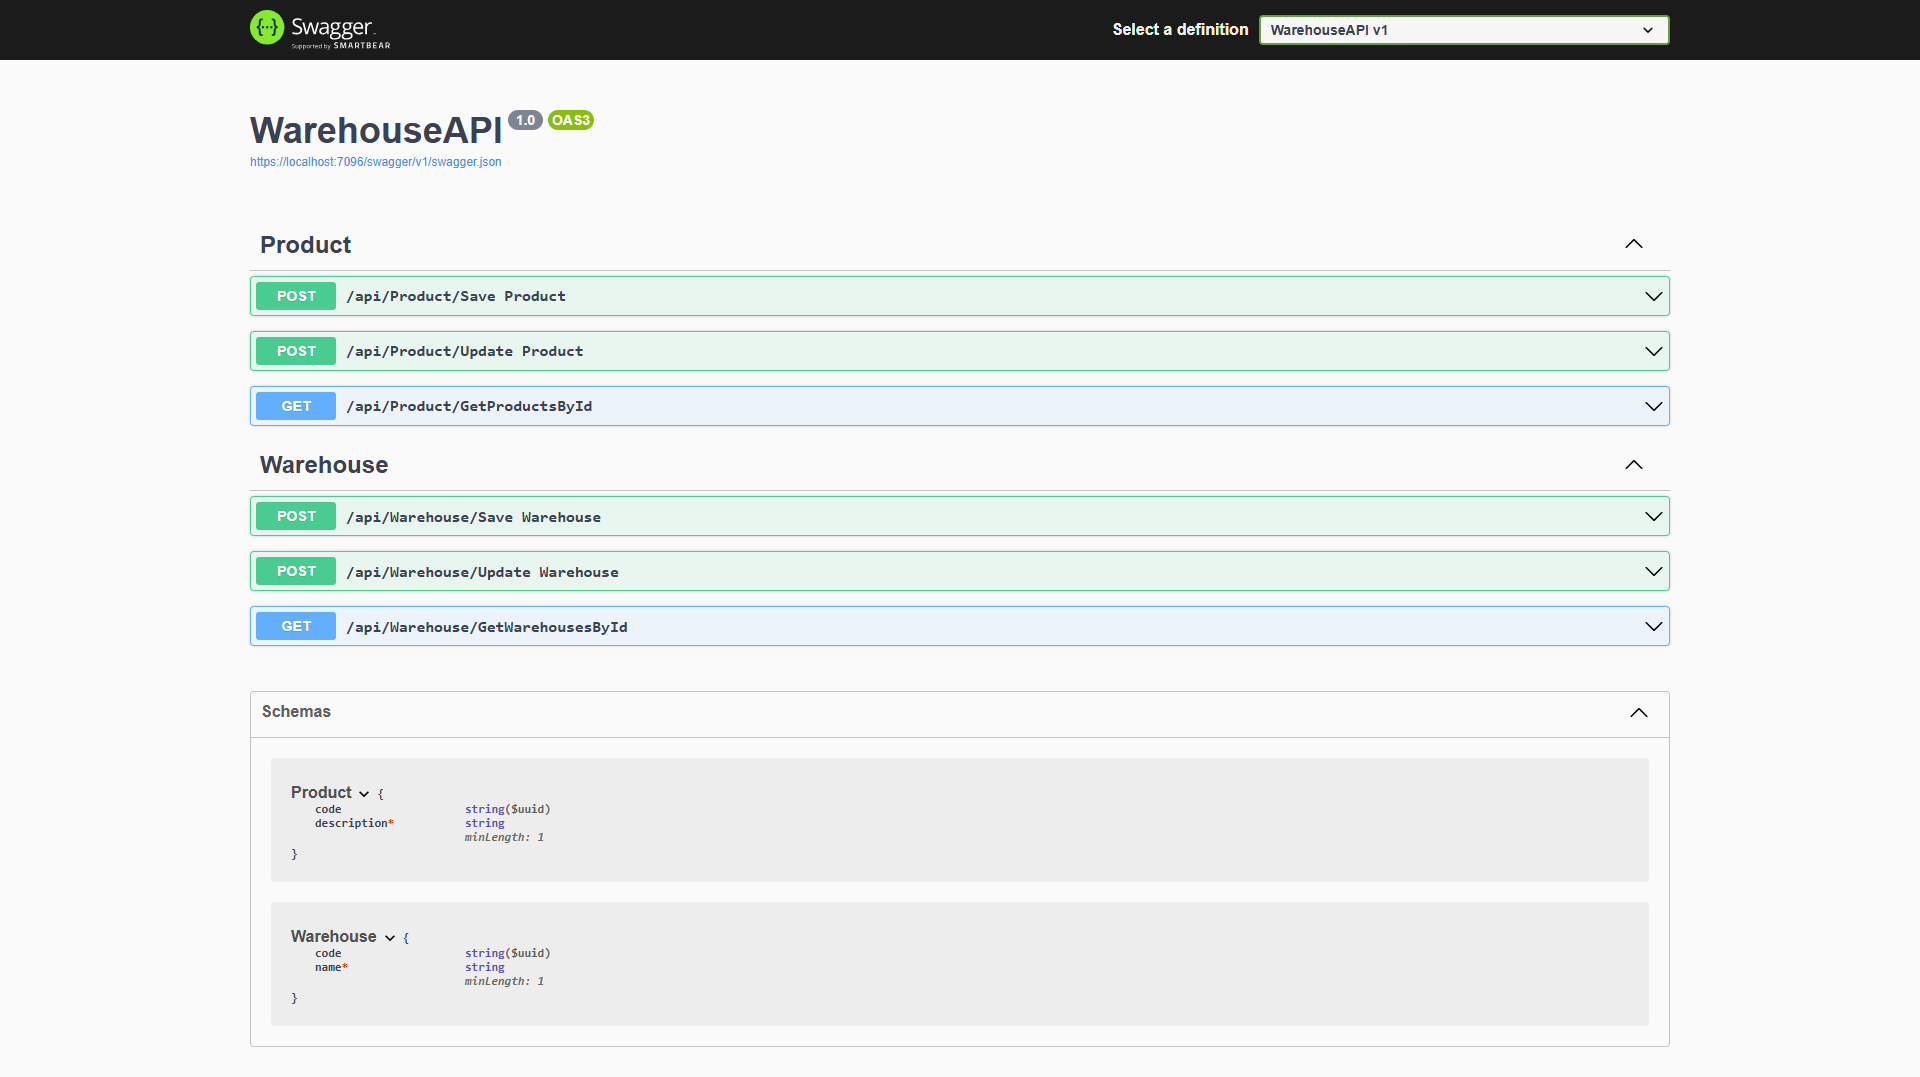 Swagger
Supported by SMARTBEAR
Select a definition
WarehouseAPI v1
WarehouseAPI 1.0 OAS3
https://localhost:7096/swagger/v1/swagger.json
Product
POST /api/Product/Save Product
POST /api/Product/Update Product
GET /api/Product/GetProductsById
Warehouse
POST /api/Warehouse/Save Warehouse
POST /api/Warehouse/Update Warehouse
GET /api/Warehouse/GetWarehousesById
Schemas
Product {
code string($uuid)
description* string
minLength: 1
}
Warehouse {
code string($uuid)
name* string
minLength: 1
}